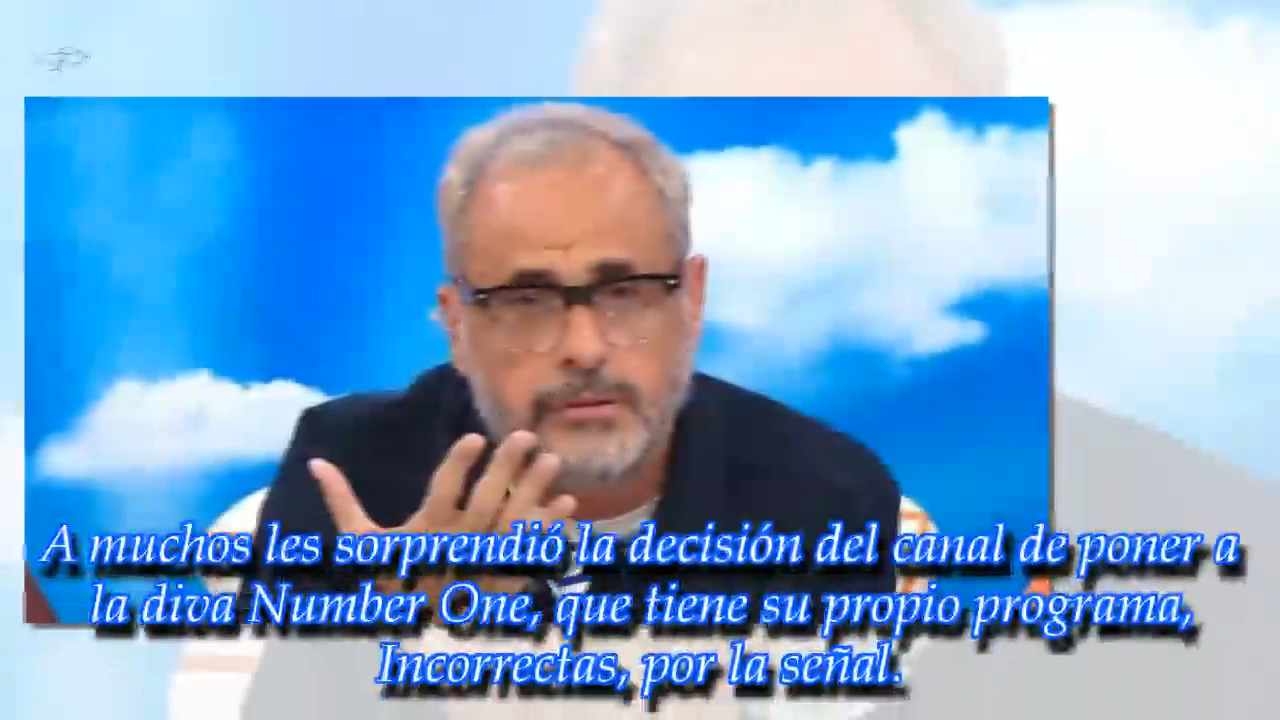 A muchos les sorprendió la decisión del canal de poner a
la diva Number One, que tiene su propio programa,
Incorrectas, por la señal.